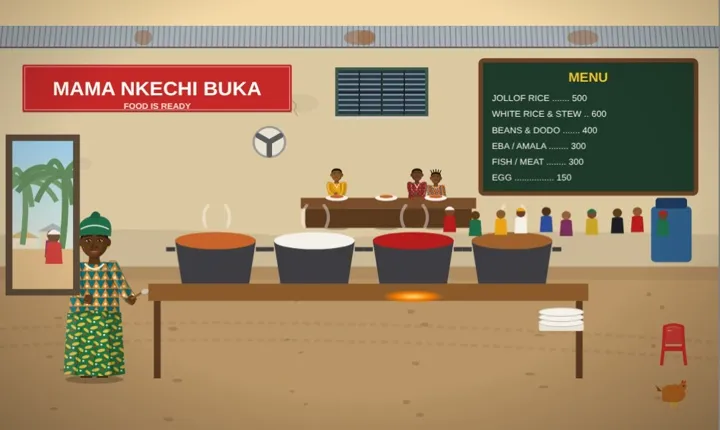 MAMA NKECHI BUKA
FOOD IS READY
MENU
JOLLOF RICE ....... 500
WHITE RICE & STEW .. 600
BEANS & DODO ....... 400
EBA / AMALA ........ 300
FISH / MEAT ........ 300
EGG ................ 150